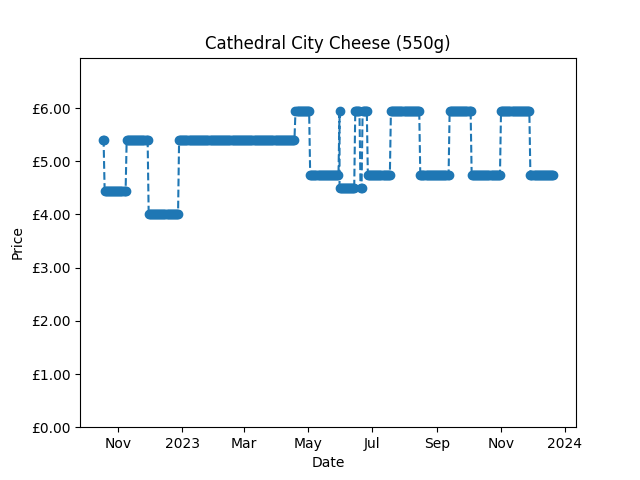 Cathedral City Cheese (550g)
£6.00
£5.00
£4.00
£3.00
£2.00
£1.00
£0.00
Price
Nov 2023 Mar May Jul Sep Nov 2024
Date